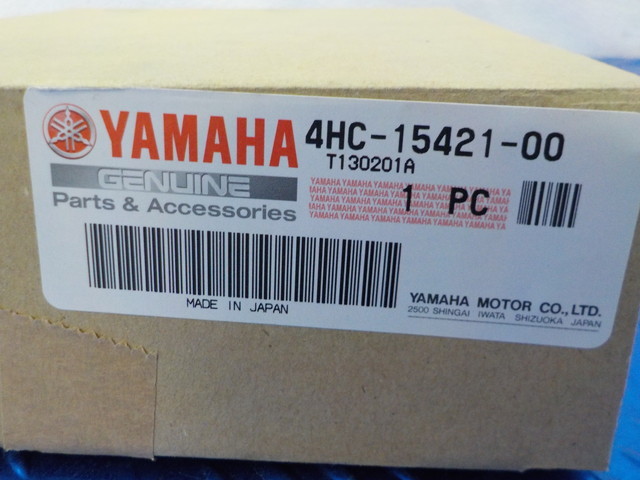 YAMAHA 4HC-15421-00
T130201A
GENUINE
Parts & Accessories
1 PC
MADE IN JAPAN
YAMAHA MOTOR CO., LTD.
2500 SHINGAI IWATA SHIZUOKA JAPAN